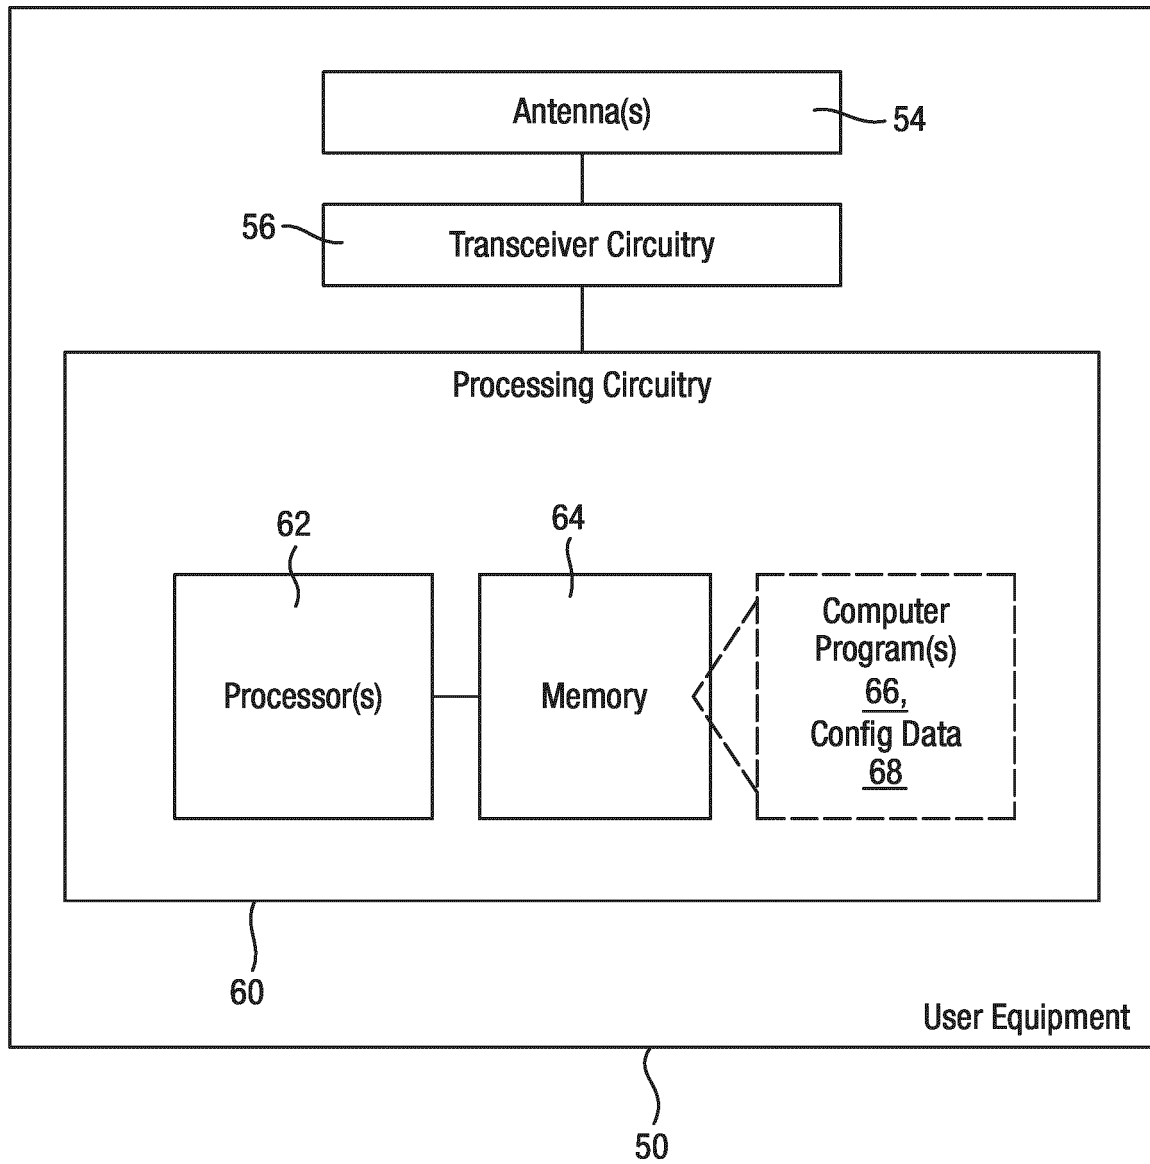 Antenna(s)
54
56
Transceiver Circuitry
Processing Circuitry
62
64
Processor(s)
Memory
Computer
Program(s)
66,
Config Data
68
60
User Equipment
50